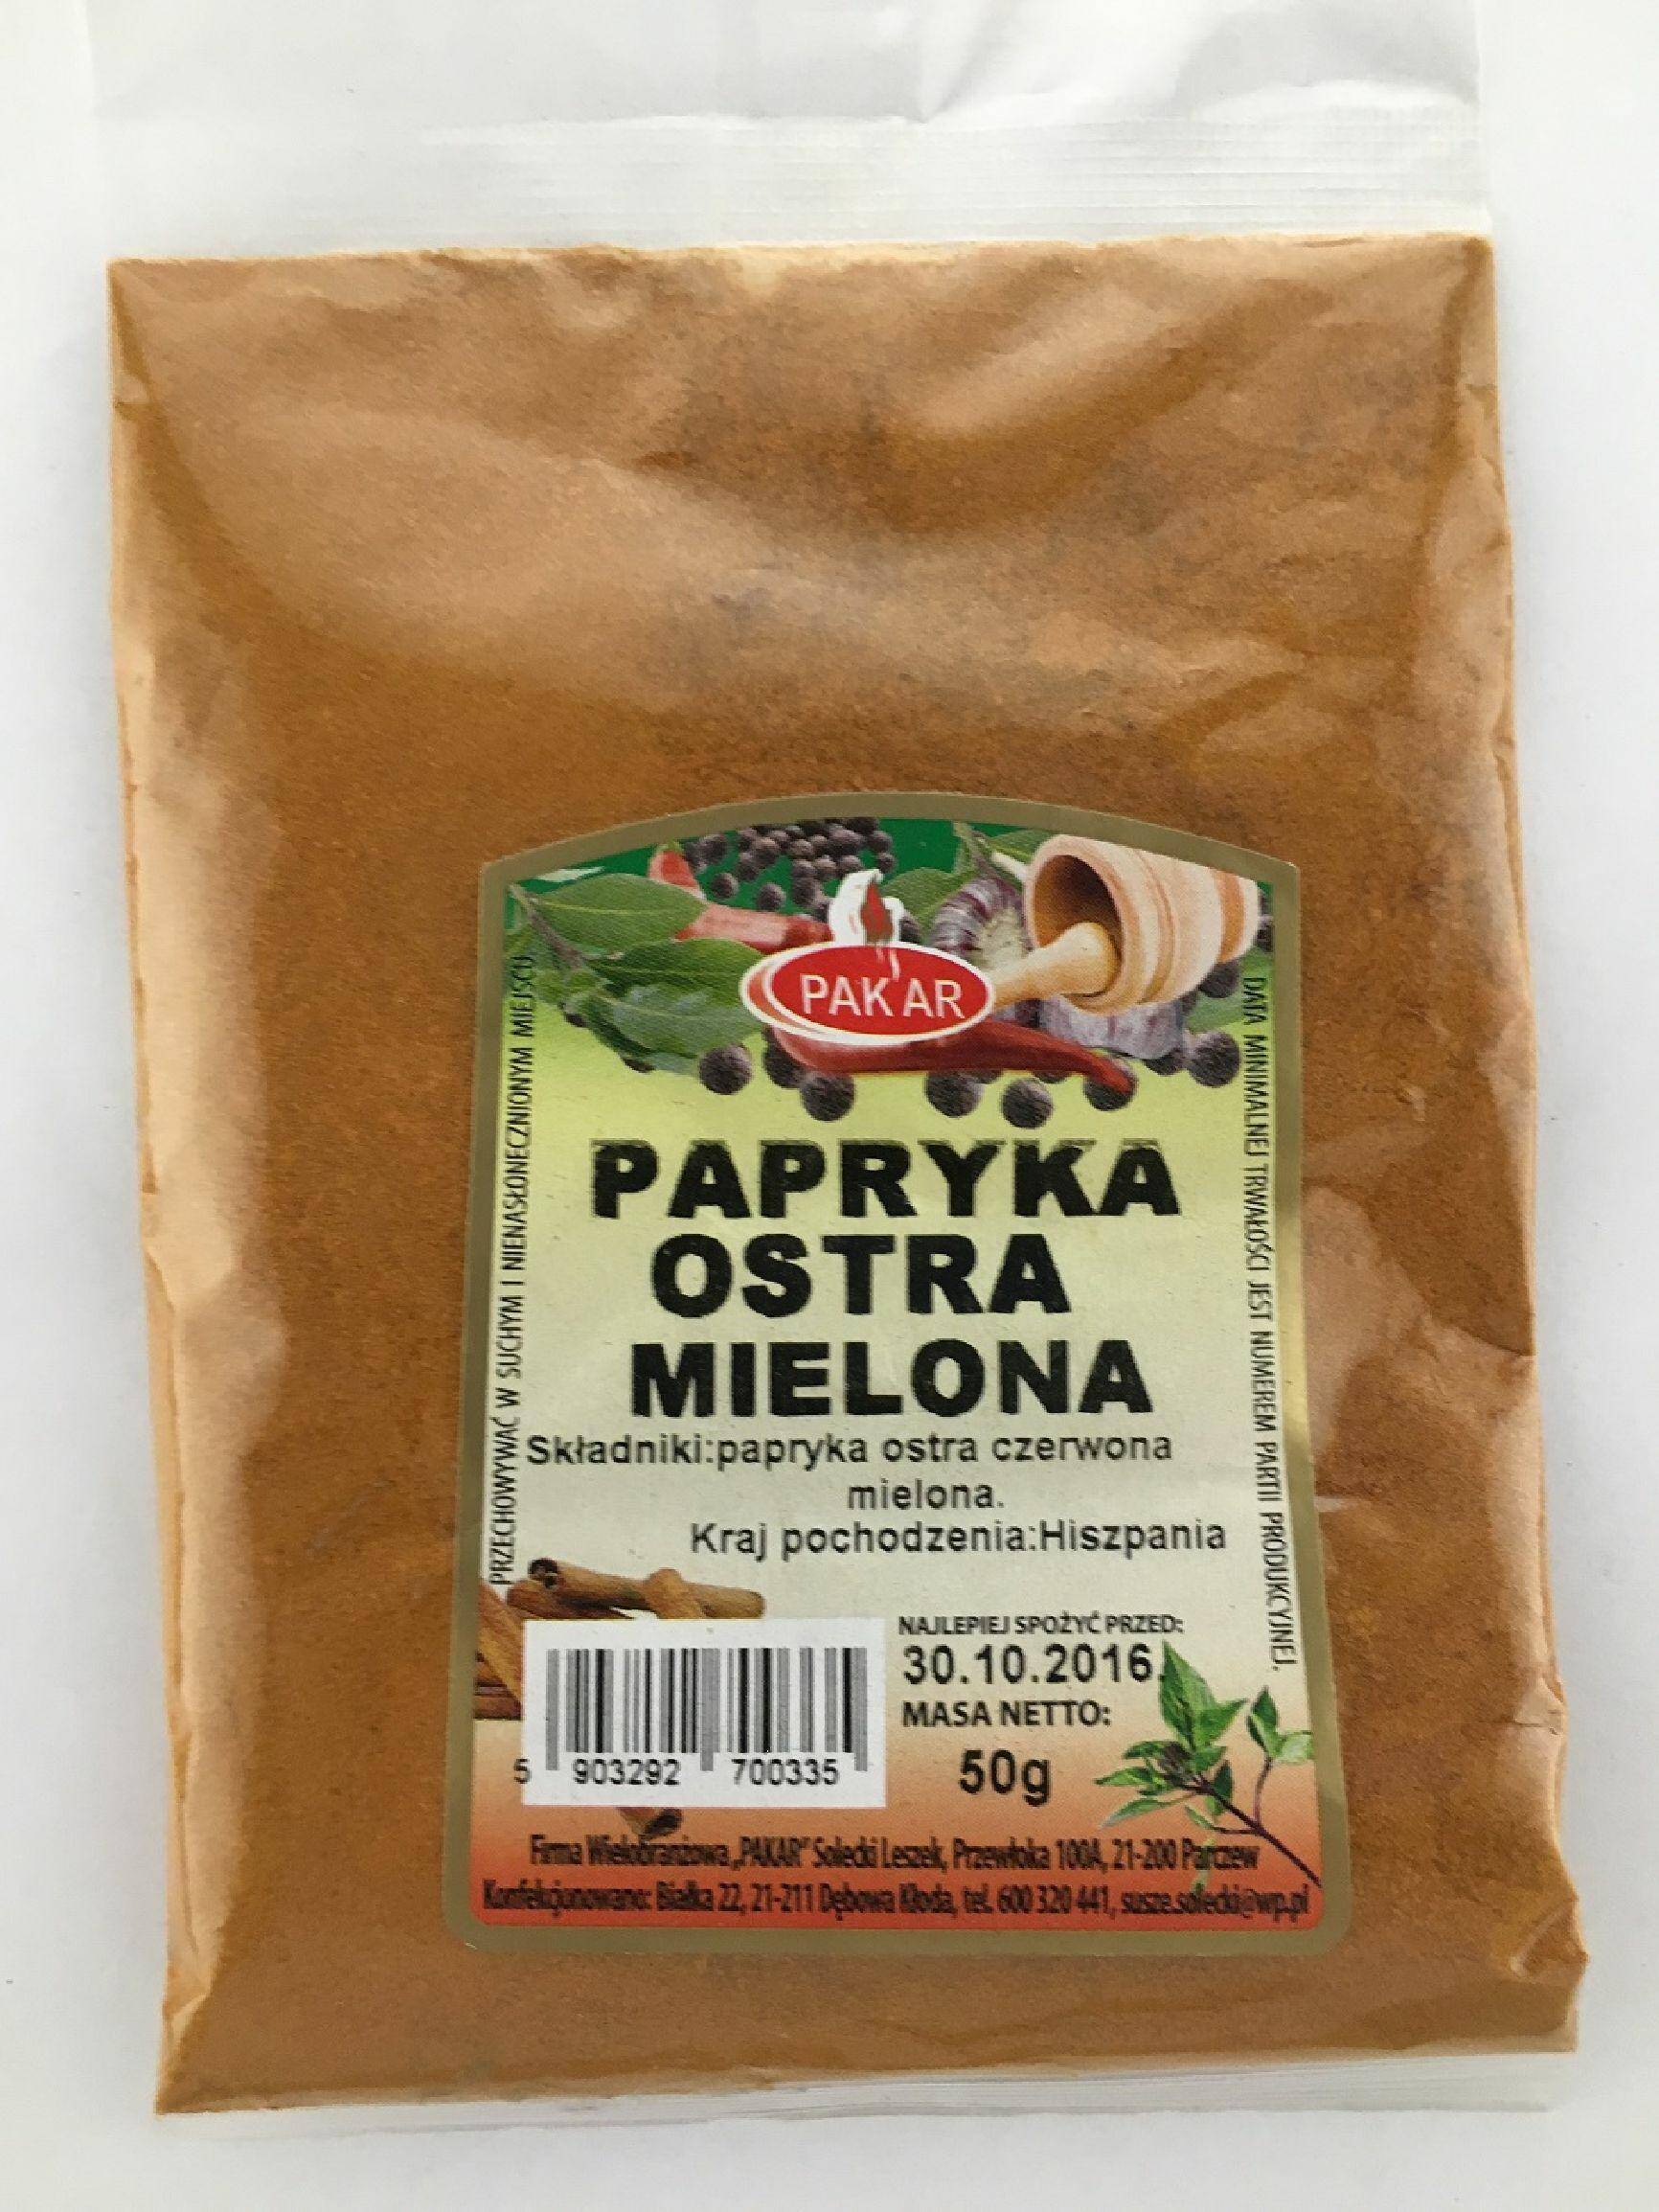 PAKAR
PAPRYKA
OSTRA
MIELONA
Składniki:papryka ostra czerwona
mielona.
Kraj pochodzenia:Hiszpania
PRZECHOWYWAĆ W SUCHYM I NIENASŁONECZNIONYM MIEJSCU.
DATA MINIMALNEJ TRWAŁOŚCI JEST NUMEREM PARTII PRODUKCYJNEJ.
NAJLEPIEJ SPOŻYĆ PRZED:
30.10.2016
MASA NETTO:
50g
5 903292 700335
Firma Wielobranżowa „PAKAR" Solecki Leszek, Przewłoka 100A, 21-200 Parczew
Konfekcjonowano: Białka 22, 21-211 Dębowa Kłoda, tel. 600 320 441, susze.solecki@wp.pl